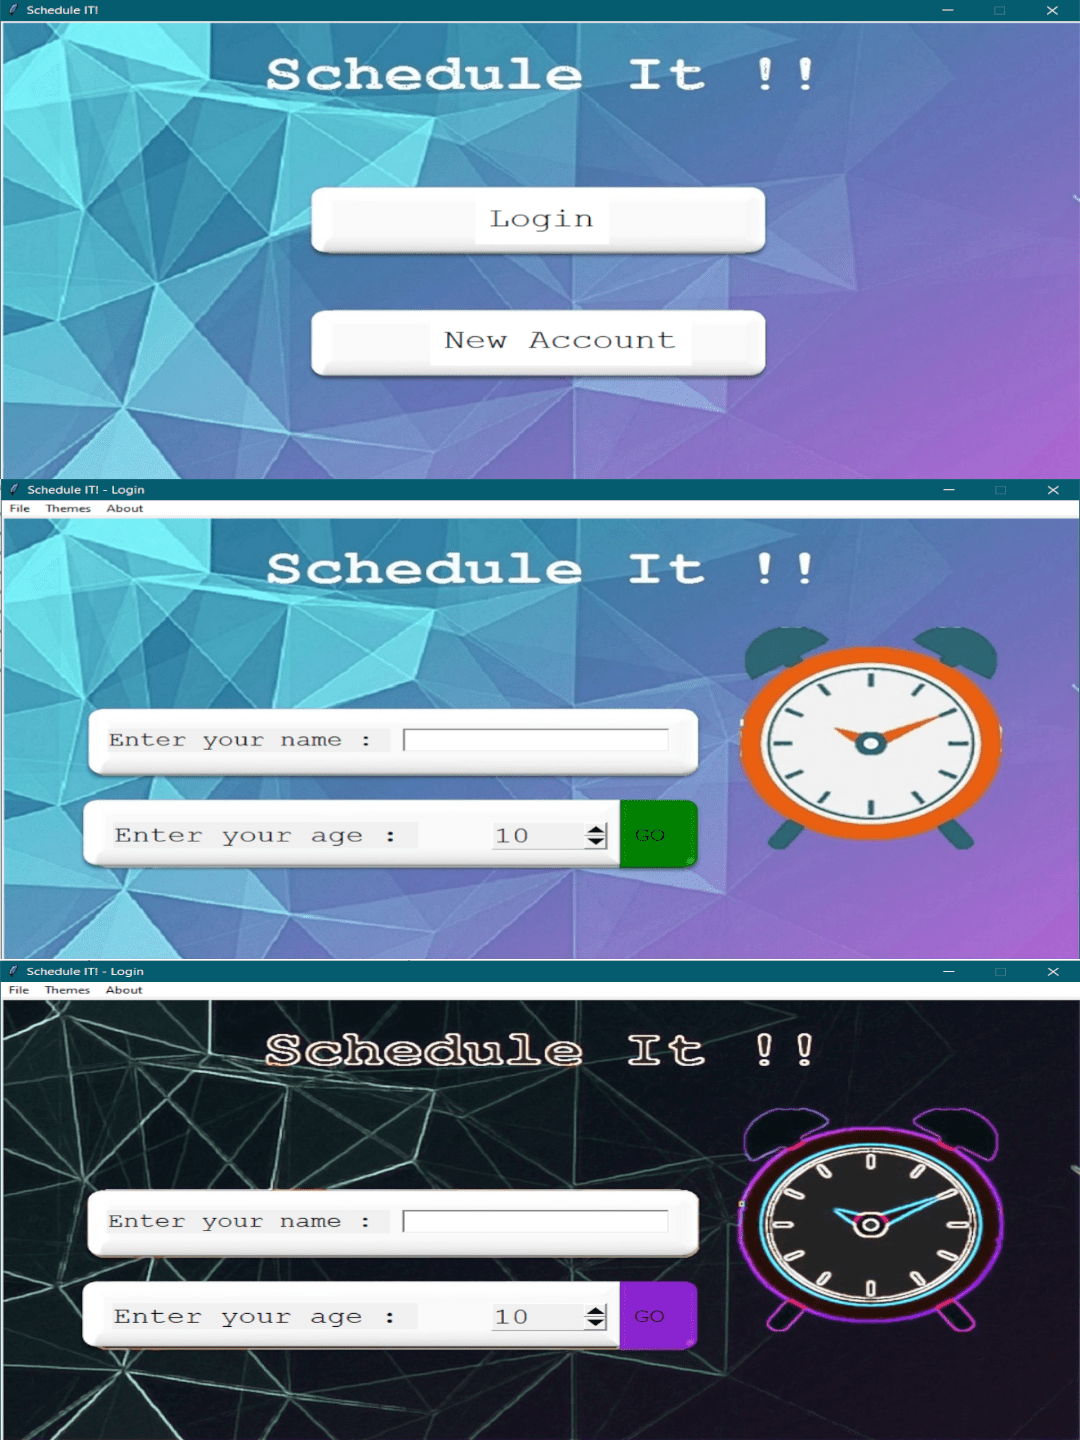 Schedule IT!
Schedule It !!
Login
New Account
Schedule IT! - Login
File Themes About
Schedule It !!
Enter your name :
Enter your age : 10 GO
Schedule IT! - Login
File Themes About
Schedule It !!
Enter your name :
Enter your age : 10 GO